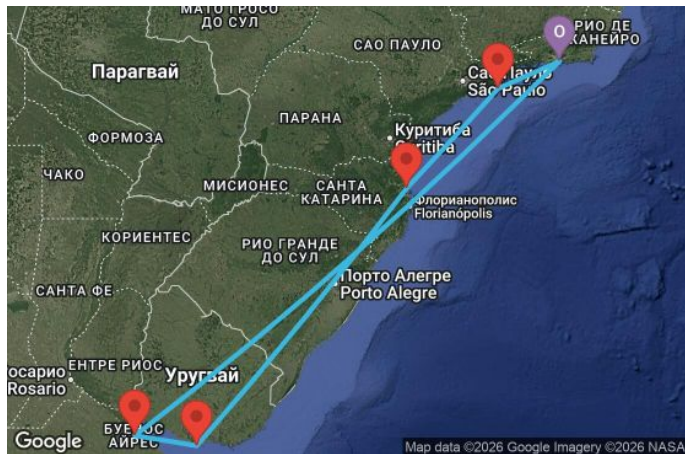 МАТО ГРОСО
ДО СУЛ
O
РИО ДЕ
ЖАНЕЙРО
САО ПАУЛО
Парагвай
São Paulo
ПАРАНА
Куритиба
Curitiba
ФОРМОЗА
ЧАКО
МИСИОНЕС
САНТА
КАТАРИНА
Флорианополис
Florianópolis
КОРИЕНТЕС
РИО ГРАНДЕ
ДО СУЛ
Порто Алегре
Porto Alegre
САНТА ФЕ
ЕНТРЕ РИОС
Уругвай
осарио
Rosario
АЙРЕС
Google
Map data ©2026 Google Imagery ©2026 NASA